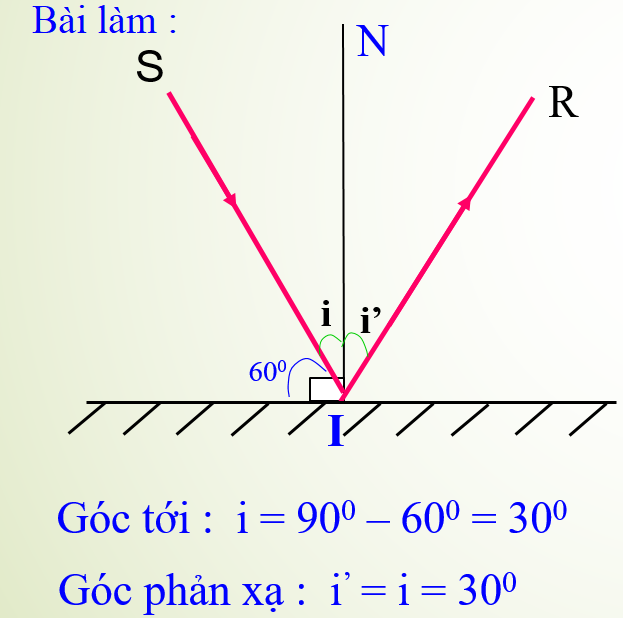 Bài làm :
N
S
R
i
i’
60⁰
I
Góc tới : i = 90⁰ – 60⁰ = 30⁰
Góc phản xạ : i’ = i = 30⁰